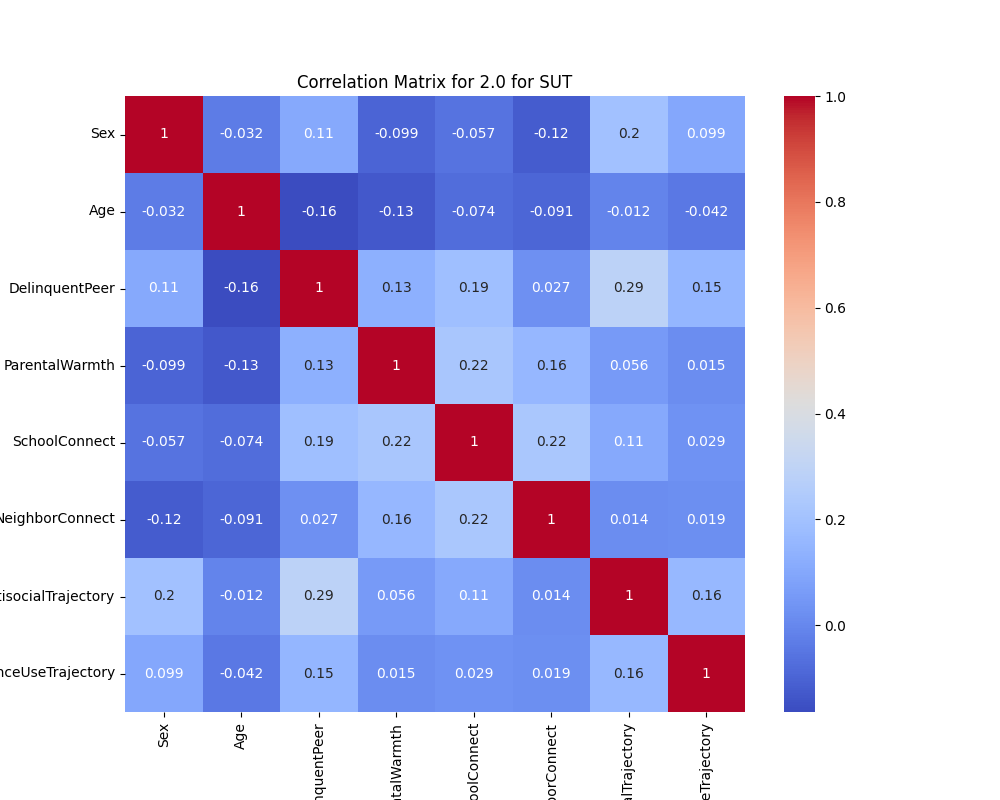 Correlation Matrix for 2.0 for SUT
Sex 1 -0.032 0.11 -0.099 -0.057 -0.12 0.2 0.099
Age -0.032 1 -0.16 -0.13 -0.074 -0.091 -0.012 -0.042
DelinquentPeer 0.11 -0.16 1 0.13 0.19 0.027 0.29 0.15
ParentalWarmth -0.099 -0.13 0.13 1 0.22 0.16 0.056 0.015
SchoolConnect -0.057 -0.074 0.19 0.22 1 0.22 0.11 0.029
NeighborConnect -0.12 -0.091 0.027 0.16 0.22 1 0.014 0.019
tisocialTrajectory 0.2 -0.012 0.29 0.056 0.11 0.014 1 0.16
nceUseTrajectory 0.099 -0.042 0.15 0.015 0.029 0.019 0.16 1
Sex
Age
nquentPeer
ntalWarmth
oolConnect
borConnect
alTrajectory
eTrajectory
1.0
0.8
0.6
0.4
0.2
0.0